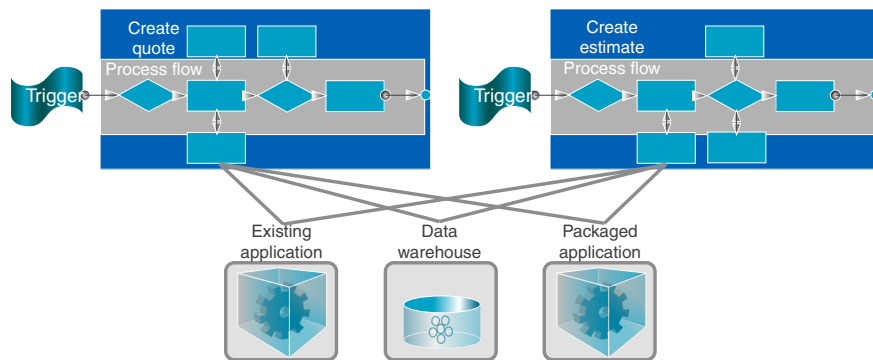 Create
quote
Process flow
Trigger
Create
estimate
Process flow
Trigger
Existing
application
Data
warehouse
Packaged
application